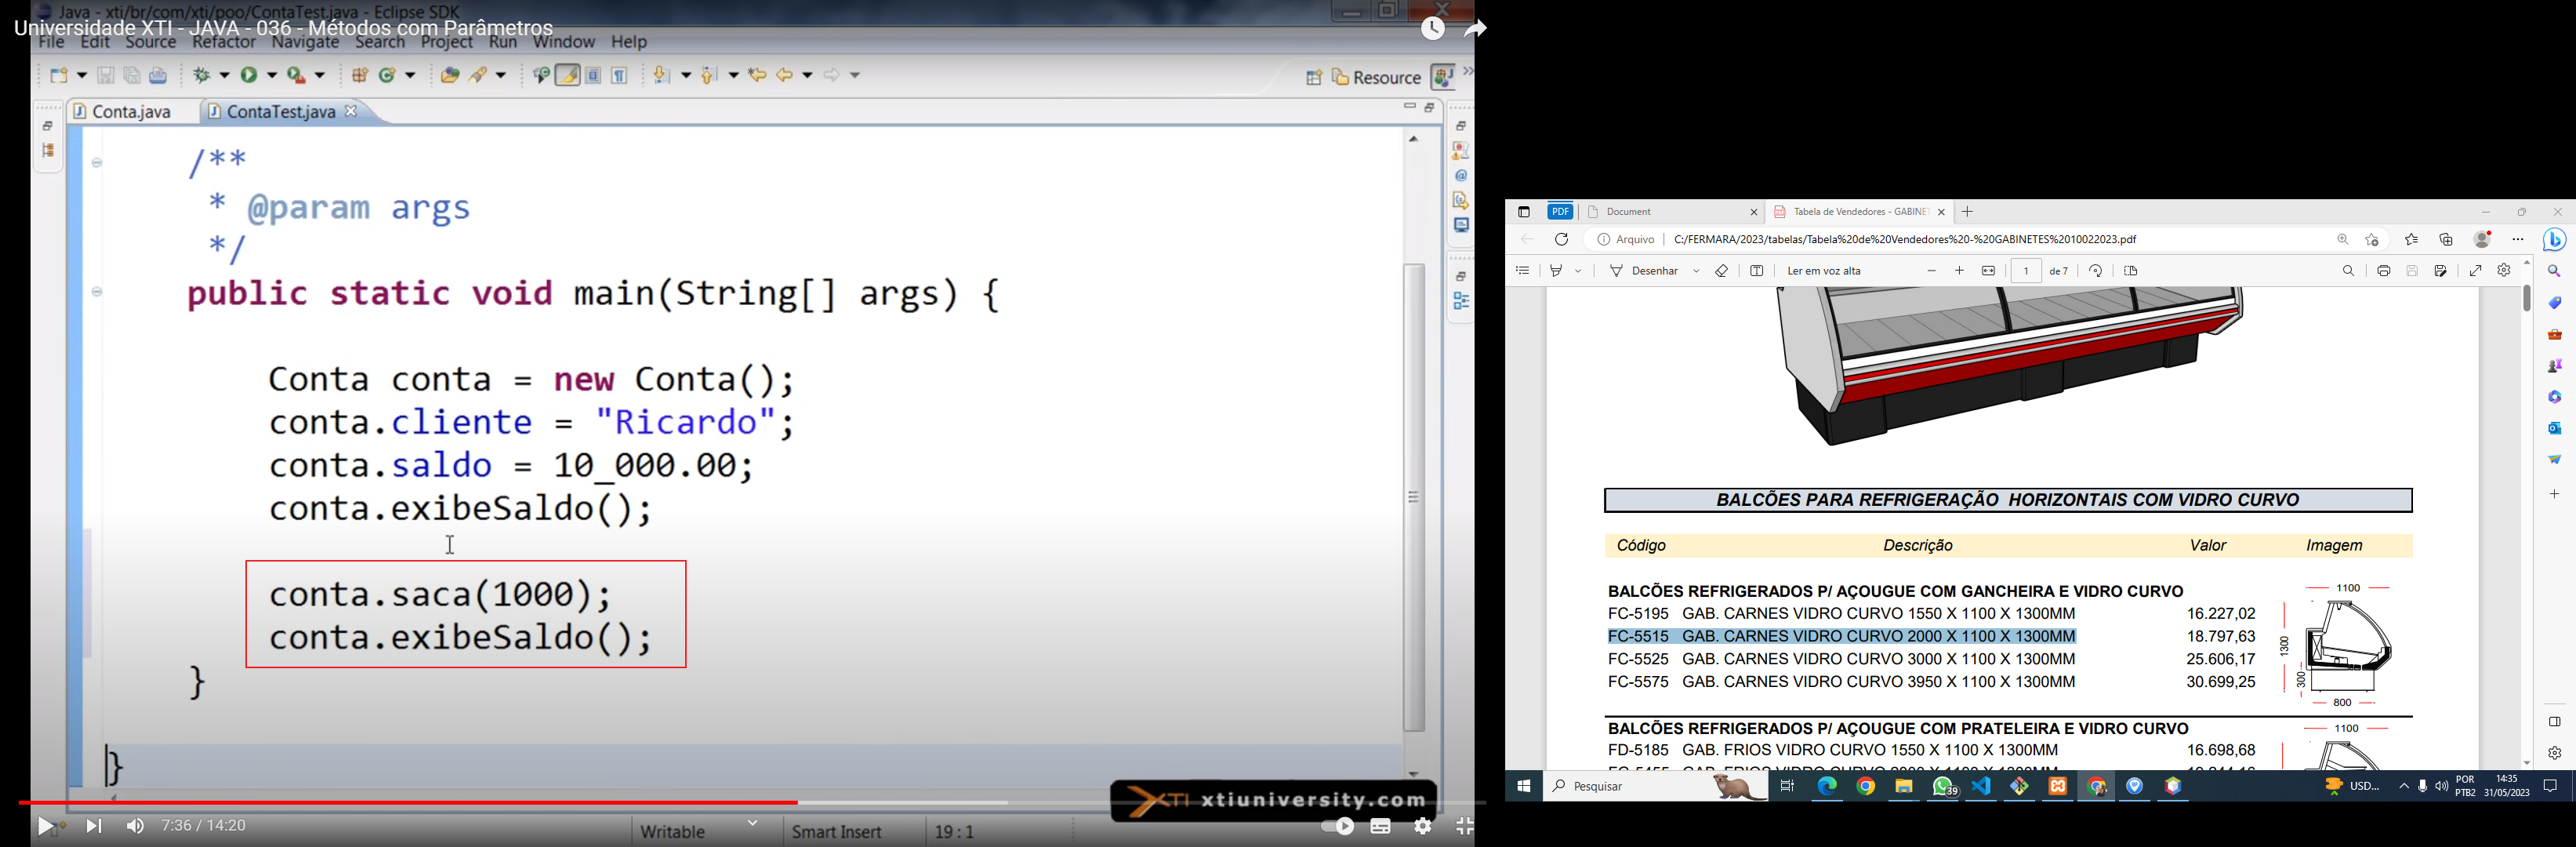 Java - xti/br/com/xti/poo/ContaTest.java - Eclipse SDK
Universidade XTI - JAVA - 036 - Métodos com Parâmetros
File Edit Source Refactor Navigate Search Project Run Window Help
Resource
Conta.java ContaTest.java
/**
* @param args
*/
public static void main(String[] args) {
Conta conta = new Conta();
conta.cliente = "Ricardo";
conta.saldo = 10_000.00;
conta.exibeSaldo();
conta.saca(1000);
conta.exibeSaldo();
}
}
XTI xtiuniversity.com
7:36 / 14:20
Writable Smart Insert 19 : 1
PDF Document Tabela de Vendedores - GABINE
Arquivo C:/FERMARA/2023/tabelas/Tabela%20de%20Vendedores%20-%20GABINETES%2010022023.pdf
Desenhar Ler em voz alta 1 de 7
BALCÕES PARA REFRIGERAÇÃO HORIZONTAIS COM VIDRO CURVO
Código Descrição Valor Imagem
BALCÕES REFRIGERADOS P/ AÇOUGUE COM GANCHEIRA E VIDRO CURVO
FC-5195 GAB. CARNES VIDRO CURVO 1550 X 1100 X 1300MM 16.227,02
FC-5515 GAB. CARNES VIDRO CURVO 2000 X 1100 X 1300MM 18.797,63
FC-5525 GAB. CARNES VIDRO CURVO 3000 X 1100 X 1300MM 25.606,17
FC-5575 GAB. CARNES VIDRO CURVO 3950 X 1100 X 1300MM 30.699,25
1100
1300
300
800
BALCÕES REFRIGERADOS P/ AÇOUGUE COM PRATELEIRA E VIDRO CURVO
1100
FD-5185 GAB. FRIOS VIDRO CURVO 1550 X 1100 X 1300MM 16.698,68
Pesquisar
39
USD...
POR
PTB2
14:35
31/05/2023